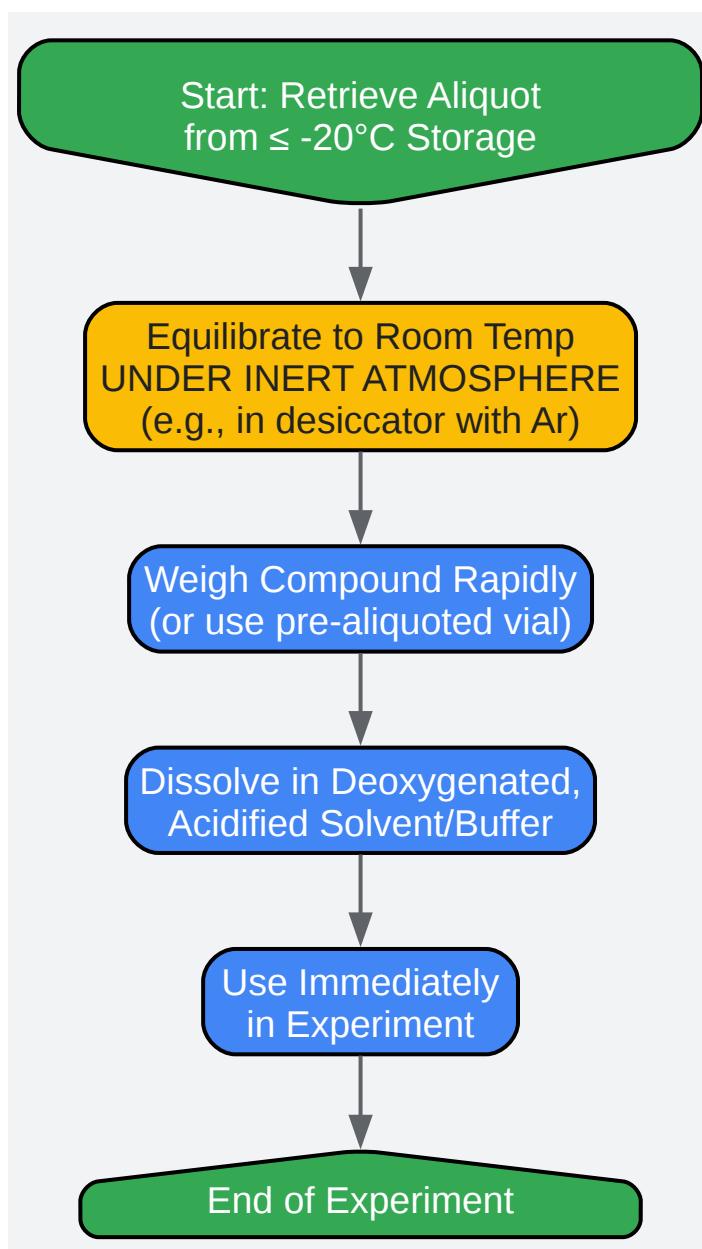 Start: Retrieve Aliquot
from ≤ -20°C Storage
Equilibrate to Room Temp
UNDER INERT ATMOSPHERE
(e.g., in desiccator with Ar)
Weigh Compound Rapidly
(or use pre-aliquoted vial)
Dissolve in Deoxygenated,
Acidified Solvent/Buffer
Use Immediately
in Experiment
End of Experiment